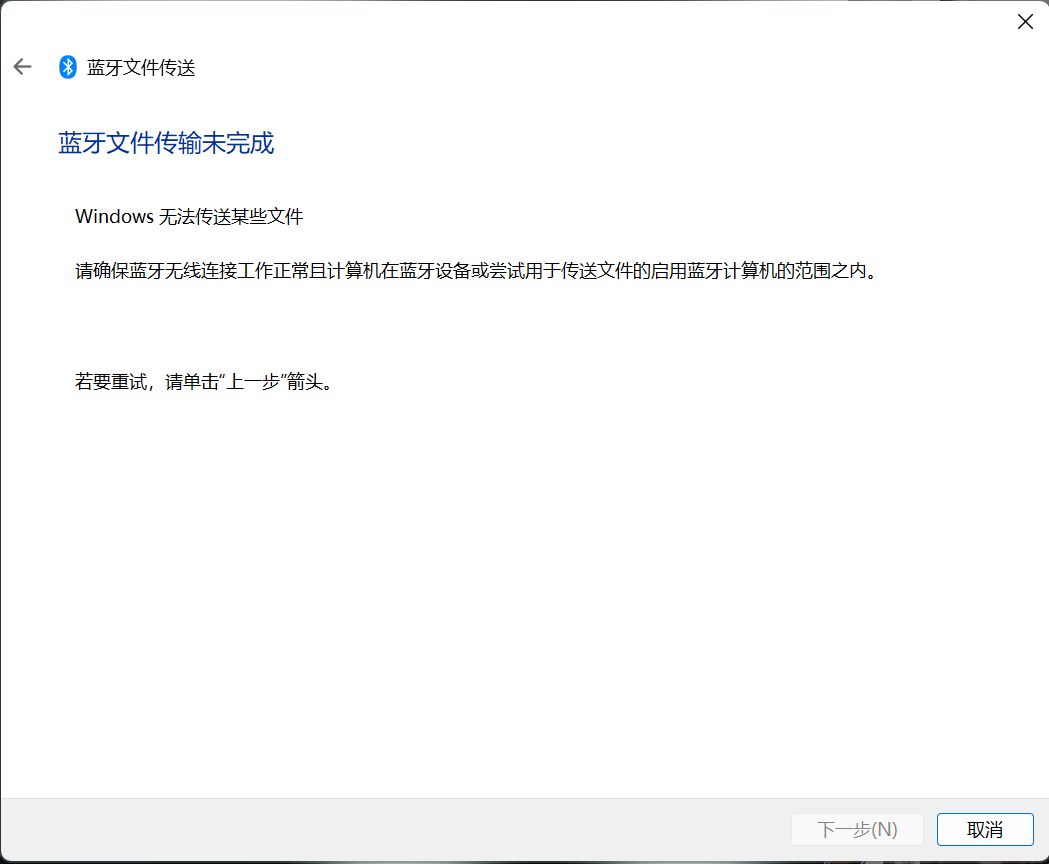 蓝牙文件传送
蓝牙文件传输未完成
Windows 无法传送某些文件
请确保蓝牙无线连接工作正常且计算机在蓝牙设备或尝试用于传送文件的启用蓝牙计算机的范围之内。
若要重试，请单击“上一步”箭头。
下一步(N)
取消